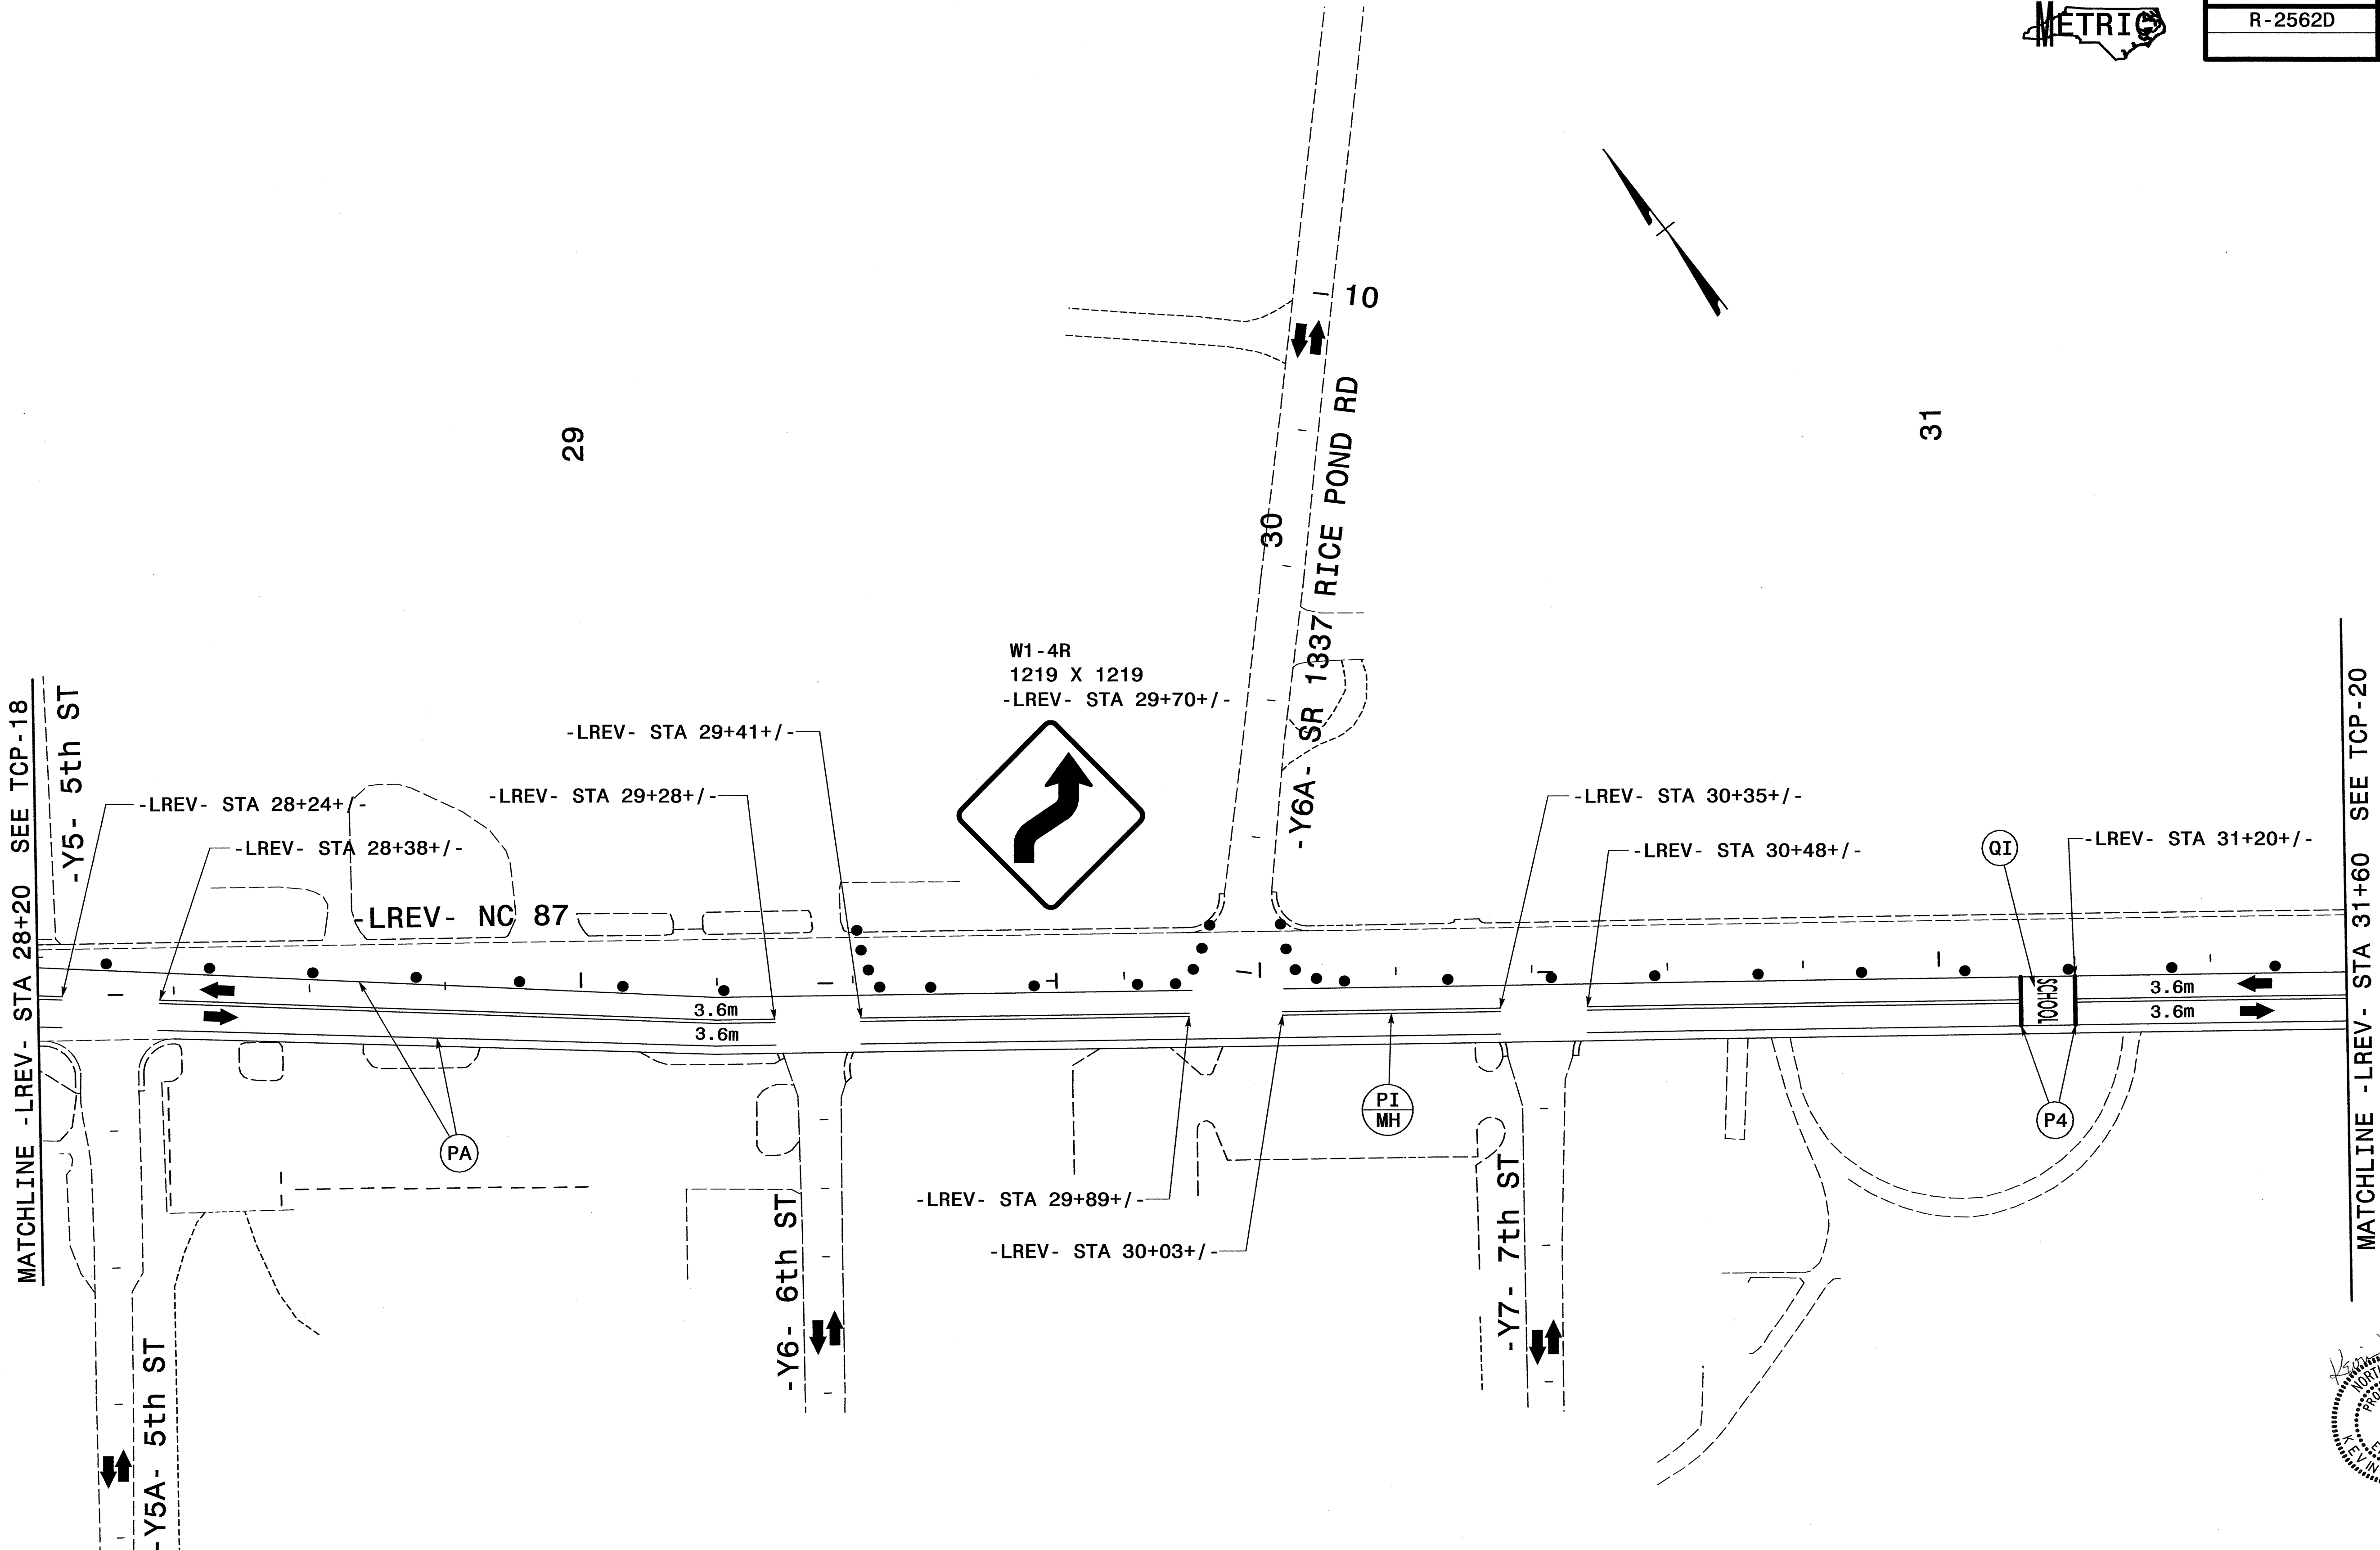 METRIC
R-2562D
10
29
30
31
-Y6A- SR 1337 RICE POND RD
W1-4R
1219 X 1219
-LREV- STA 29+70+/-
MATCHLINE -LREV- STA 28+20 SEE TCP-18
-Y5- 5th ST
-LREV- STA 29+41+/-
-LREV- STA 29+28+/-
-LREV- STA 28+24+/-
-LREV- STA 28+38+/-
-LREV- NC 87
-LREV- STA 30+35+/-
-LREV- STA 30+48+/-
QI
-LREV- STA 31+20+/-
MATCHLINE -LREV- STA 31+60 SEE TCP-20
3.6m
3.6m
SCHOOL
3.6m
3.6m
PA
PI
MH
P4
-LREV- STA 29+89+/-
-LREV- STA 30+03+/-
-Y6- 6th ST
-Y7- 7th ST
-Y5A- 5th ST
KEVIN